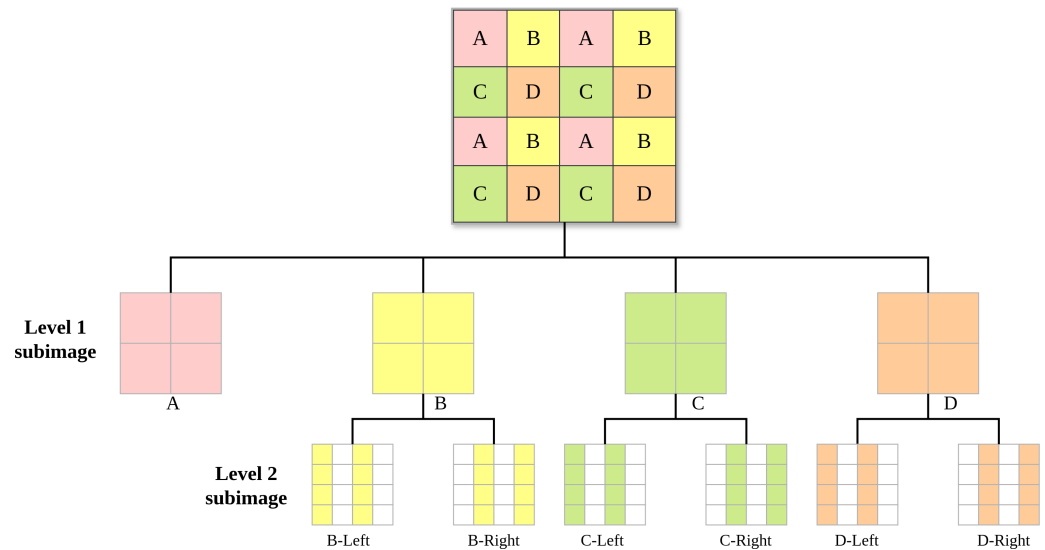 A B A B
C D C D
A B A B
C D C D
Level 1
subimage
A
B
C
D
Level 2
subimage
B-Left
B-Right
C-Left
C-Right
D-Left
D-Right